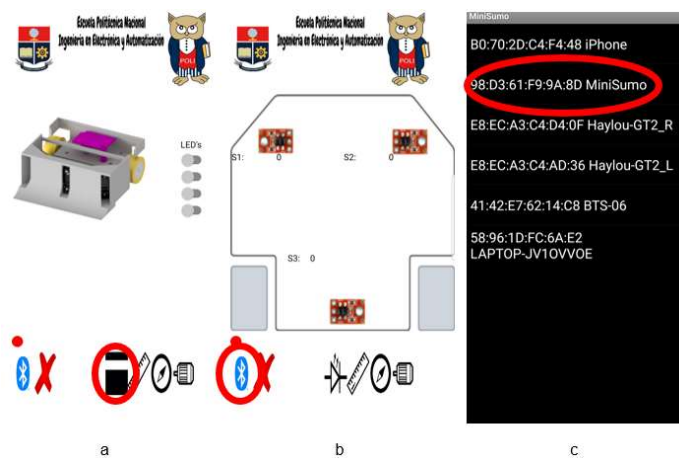 Escuela Politécnica Nacional
Ingeniería en Electrónica y Automatización
POLI
LED's
a
Escuela Politécnica Nacional
Ingeniería en Electrónica y Automatización
POLI
S1: 0
S2: 0
S3: 0
b
MiniSumo
B0:70:2D:C4:F4:48 iPhone
98:D3:61:F9:9A:8D MiniSumo
E8:EC:A3:C4:D4:0F Haylou-GT2_R
E8:EC:A3:C4:AD:36 Haylou-GT2_L
41:42:E7:62:14:C8 BTS-06
58:96:1D:FC:6A:E2
LAPTOP-JV1OVVOE
c